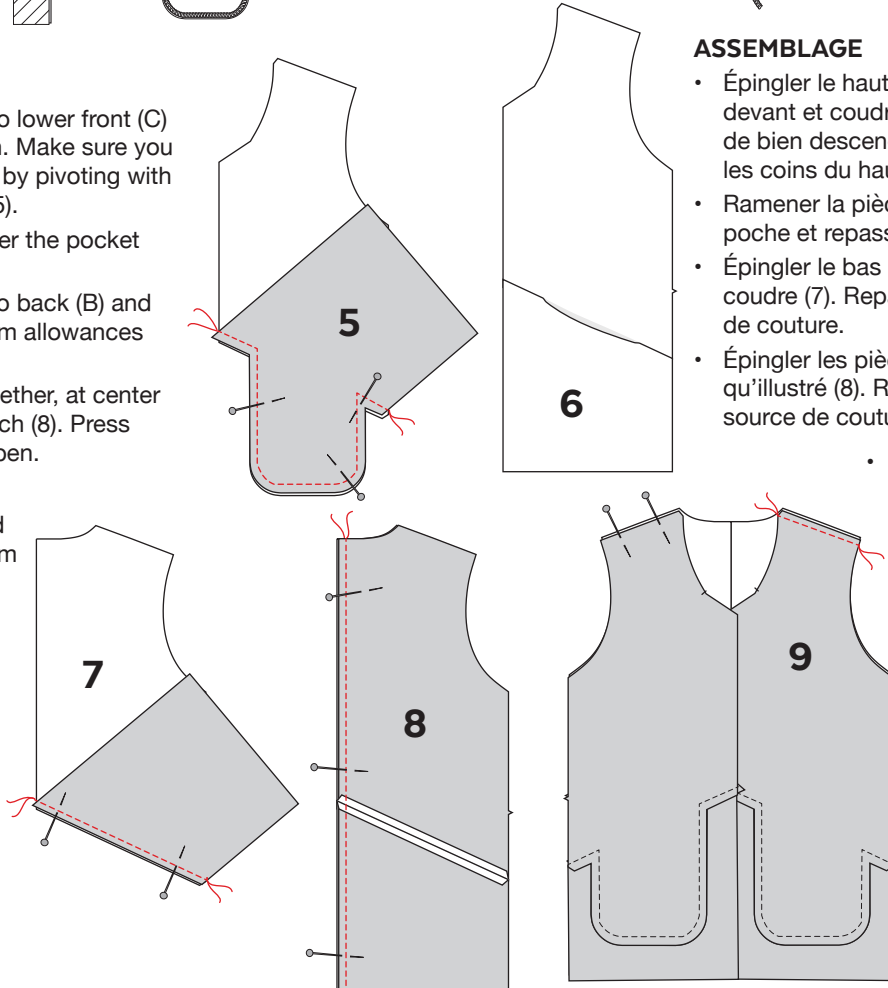 o lower front (C)
. Make sure you
by pivoting with
5).
er the pocket
o back (B) and
m allowances
ether, at center
ch (8). Press
pen.
d
m
5
6
7
8
9
ASSEMBLAGE
• Épingler le haut
devant et coudr
de bien descen
les coins du hau
• Ramener la pièc
poche et repass
• Épingler le bas
coudre (7). Repa
de couture.
• Épingler les pièc
qu’illustré (8). R
source de coutu
•